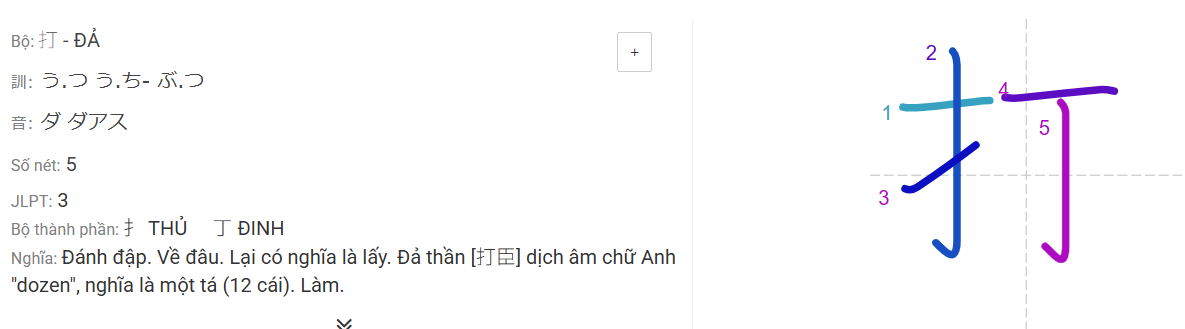 Bộ: 打 - ĐẢ
+
訓: う.つ う.ち- ぶ.つ
音: ダ ダアス
Số nét: 5
JLPT: 3
Bộ thành phần: 扌 THỦ 丁 ĐINH
Nghĩa: Đánh đập. Về đâu. Lại có nghĩa là lấy. Đả thần [打臣] dịch âm chữ Anh
"dozen", nghĩa là một tá (12 cái). Làm.
打
2
4
1
5
3